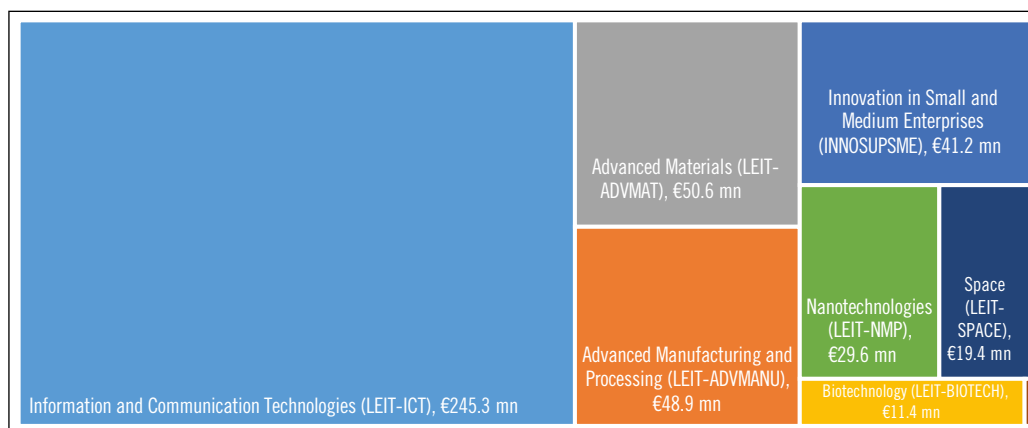 Information and Communication Technologies (LEIT-ICT), €245.3 mn
Advanced Materials (LEIT-
ADVMAT), €50.6 mn
Advanced Manufacturing and
Processing (LEIT-ADVMANU),
€48.9 mn
Innovation in Small and
Medium Enterprises
(INNOSUPSME), €41.2 mn
Nanotechnologies
(LEIT-NMP),
€29.6 mn
Space
(LEIT-
SPACE),
€19.4 mn
Biotechnology (LEIT-BIOTECH),
€11.4 mn